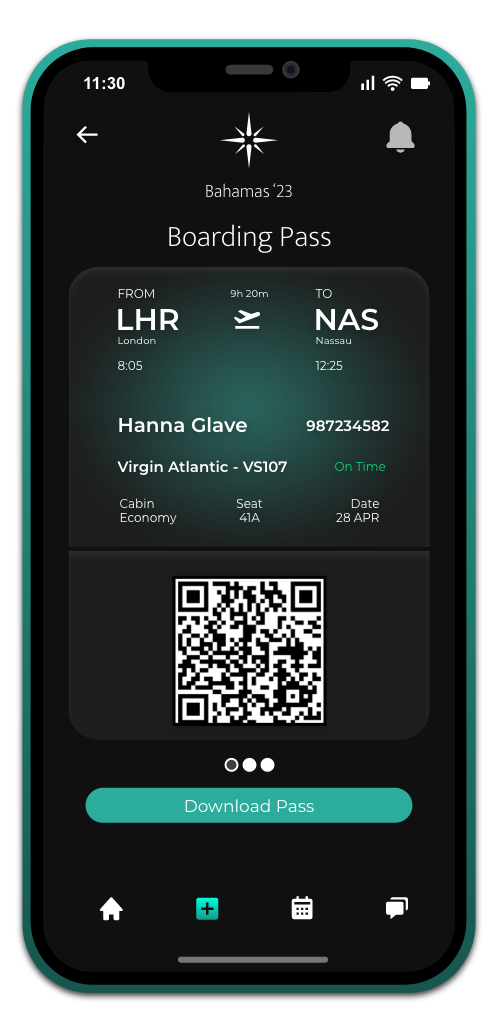 11:30
Bahamas ‘23
Boarding Pass
FROM 9h 20m TO
LHR NAS
London Nassau
8:05 12:25
Hanna Glave 987234582
Virgin Atlantic - VS107 On Time
Cabin Seat Date
Economy 41A 28 APR
Download Pass